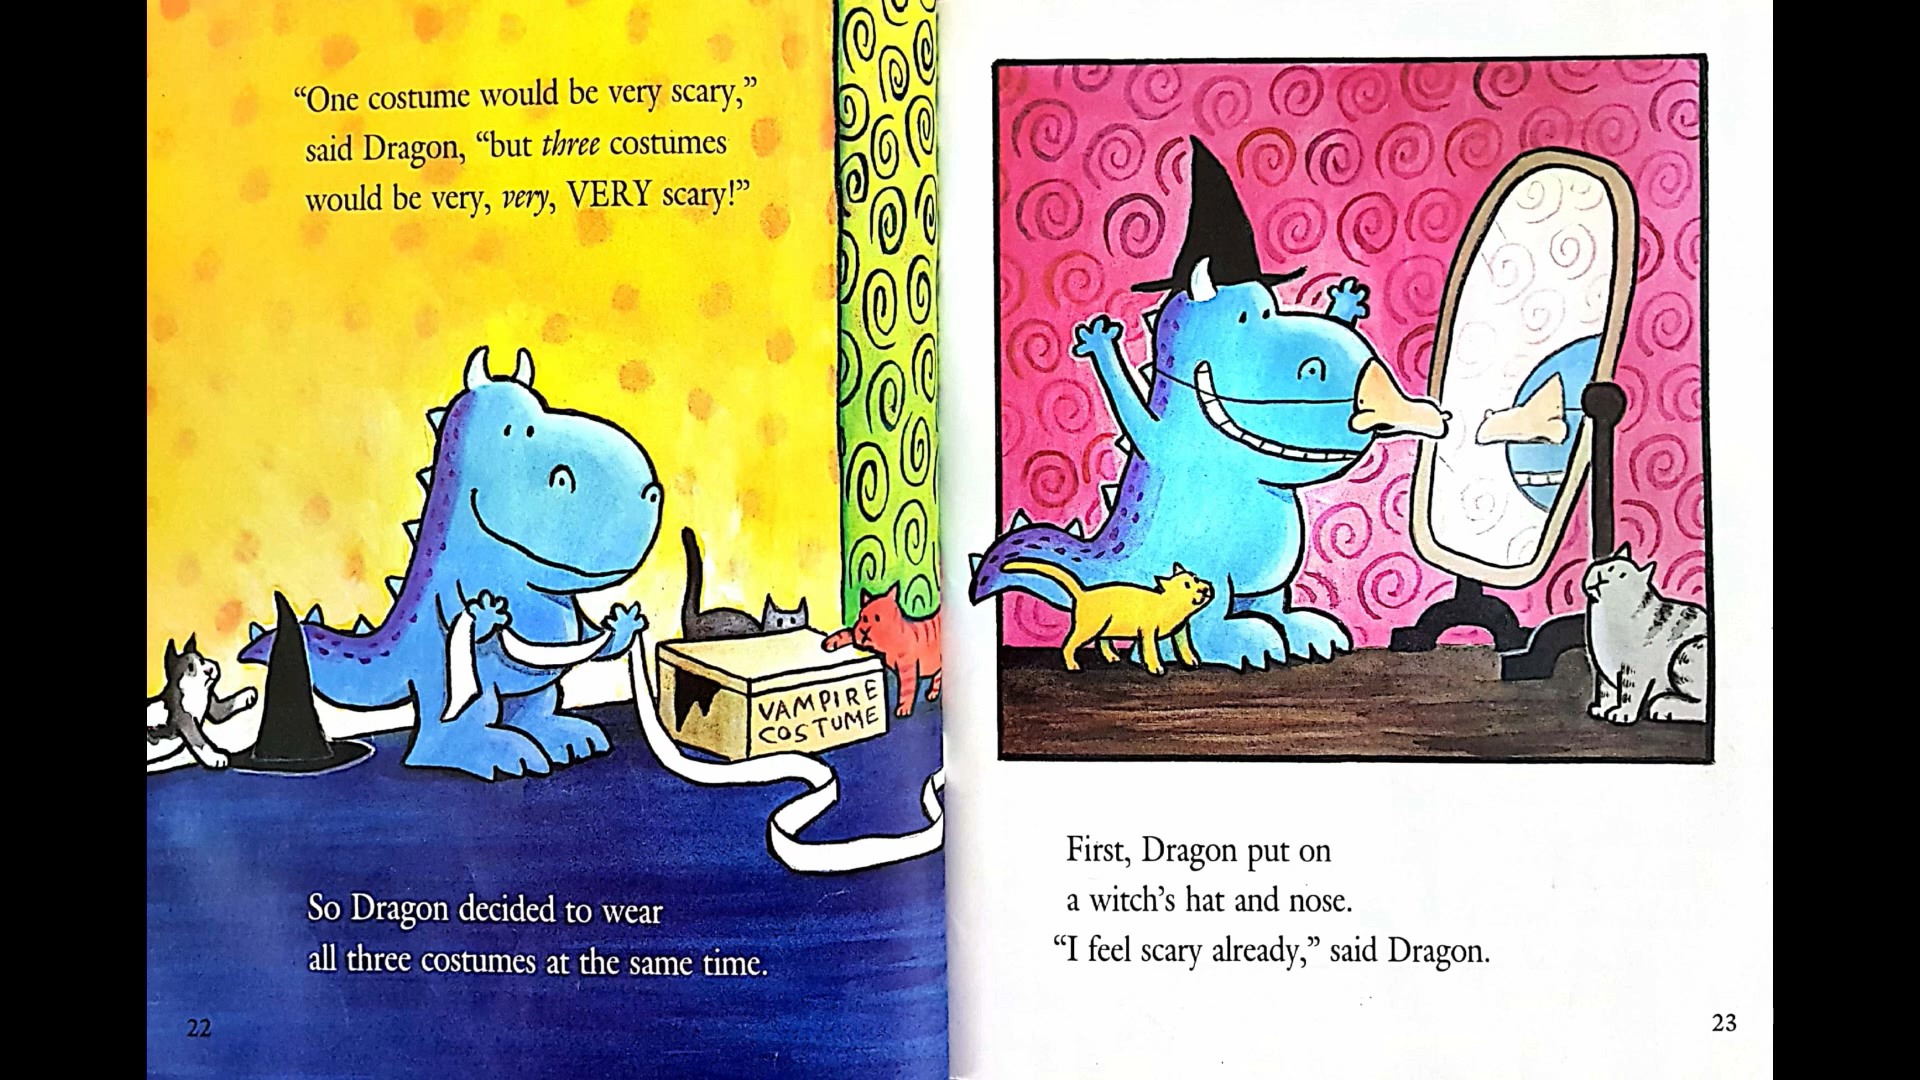 “One costume would be very scary,”
said Dragon, “but three costumes
would be very, very, VERY scary!”
VAMPIRE
COSTUME
So Dragon decided to wear
all three costumes at the same time.
22
First, Dragon put on
a witch’s hat and nose.
“I feel scary already,” said Dragon.
23